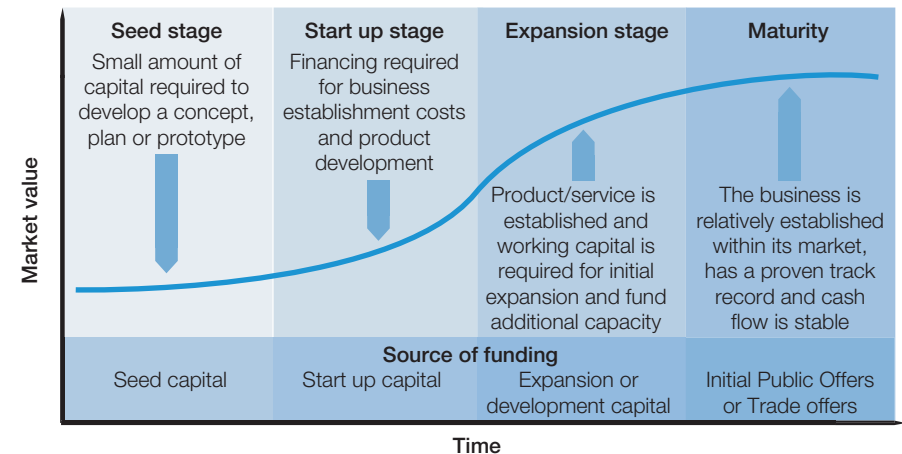 Seed stage
Small amount of
capital required to
develop a concept,
plan or prototype
Start up stage
Financing required
for business
establishment costs
and product
development
Expansion stage
Product/service is
established and
working capital is
required for initial
expansion and fund
additional capacity
Maturity
The business is
relatively established
within its market,
has a proven track
record and cash
flow is stable
Market value
Source of funding
Seed capital
Start up capital
Expansion or
development capital
Initial Public Offers
or Trade offers
Time